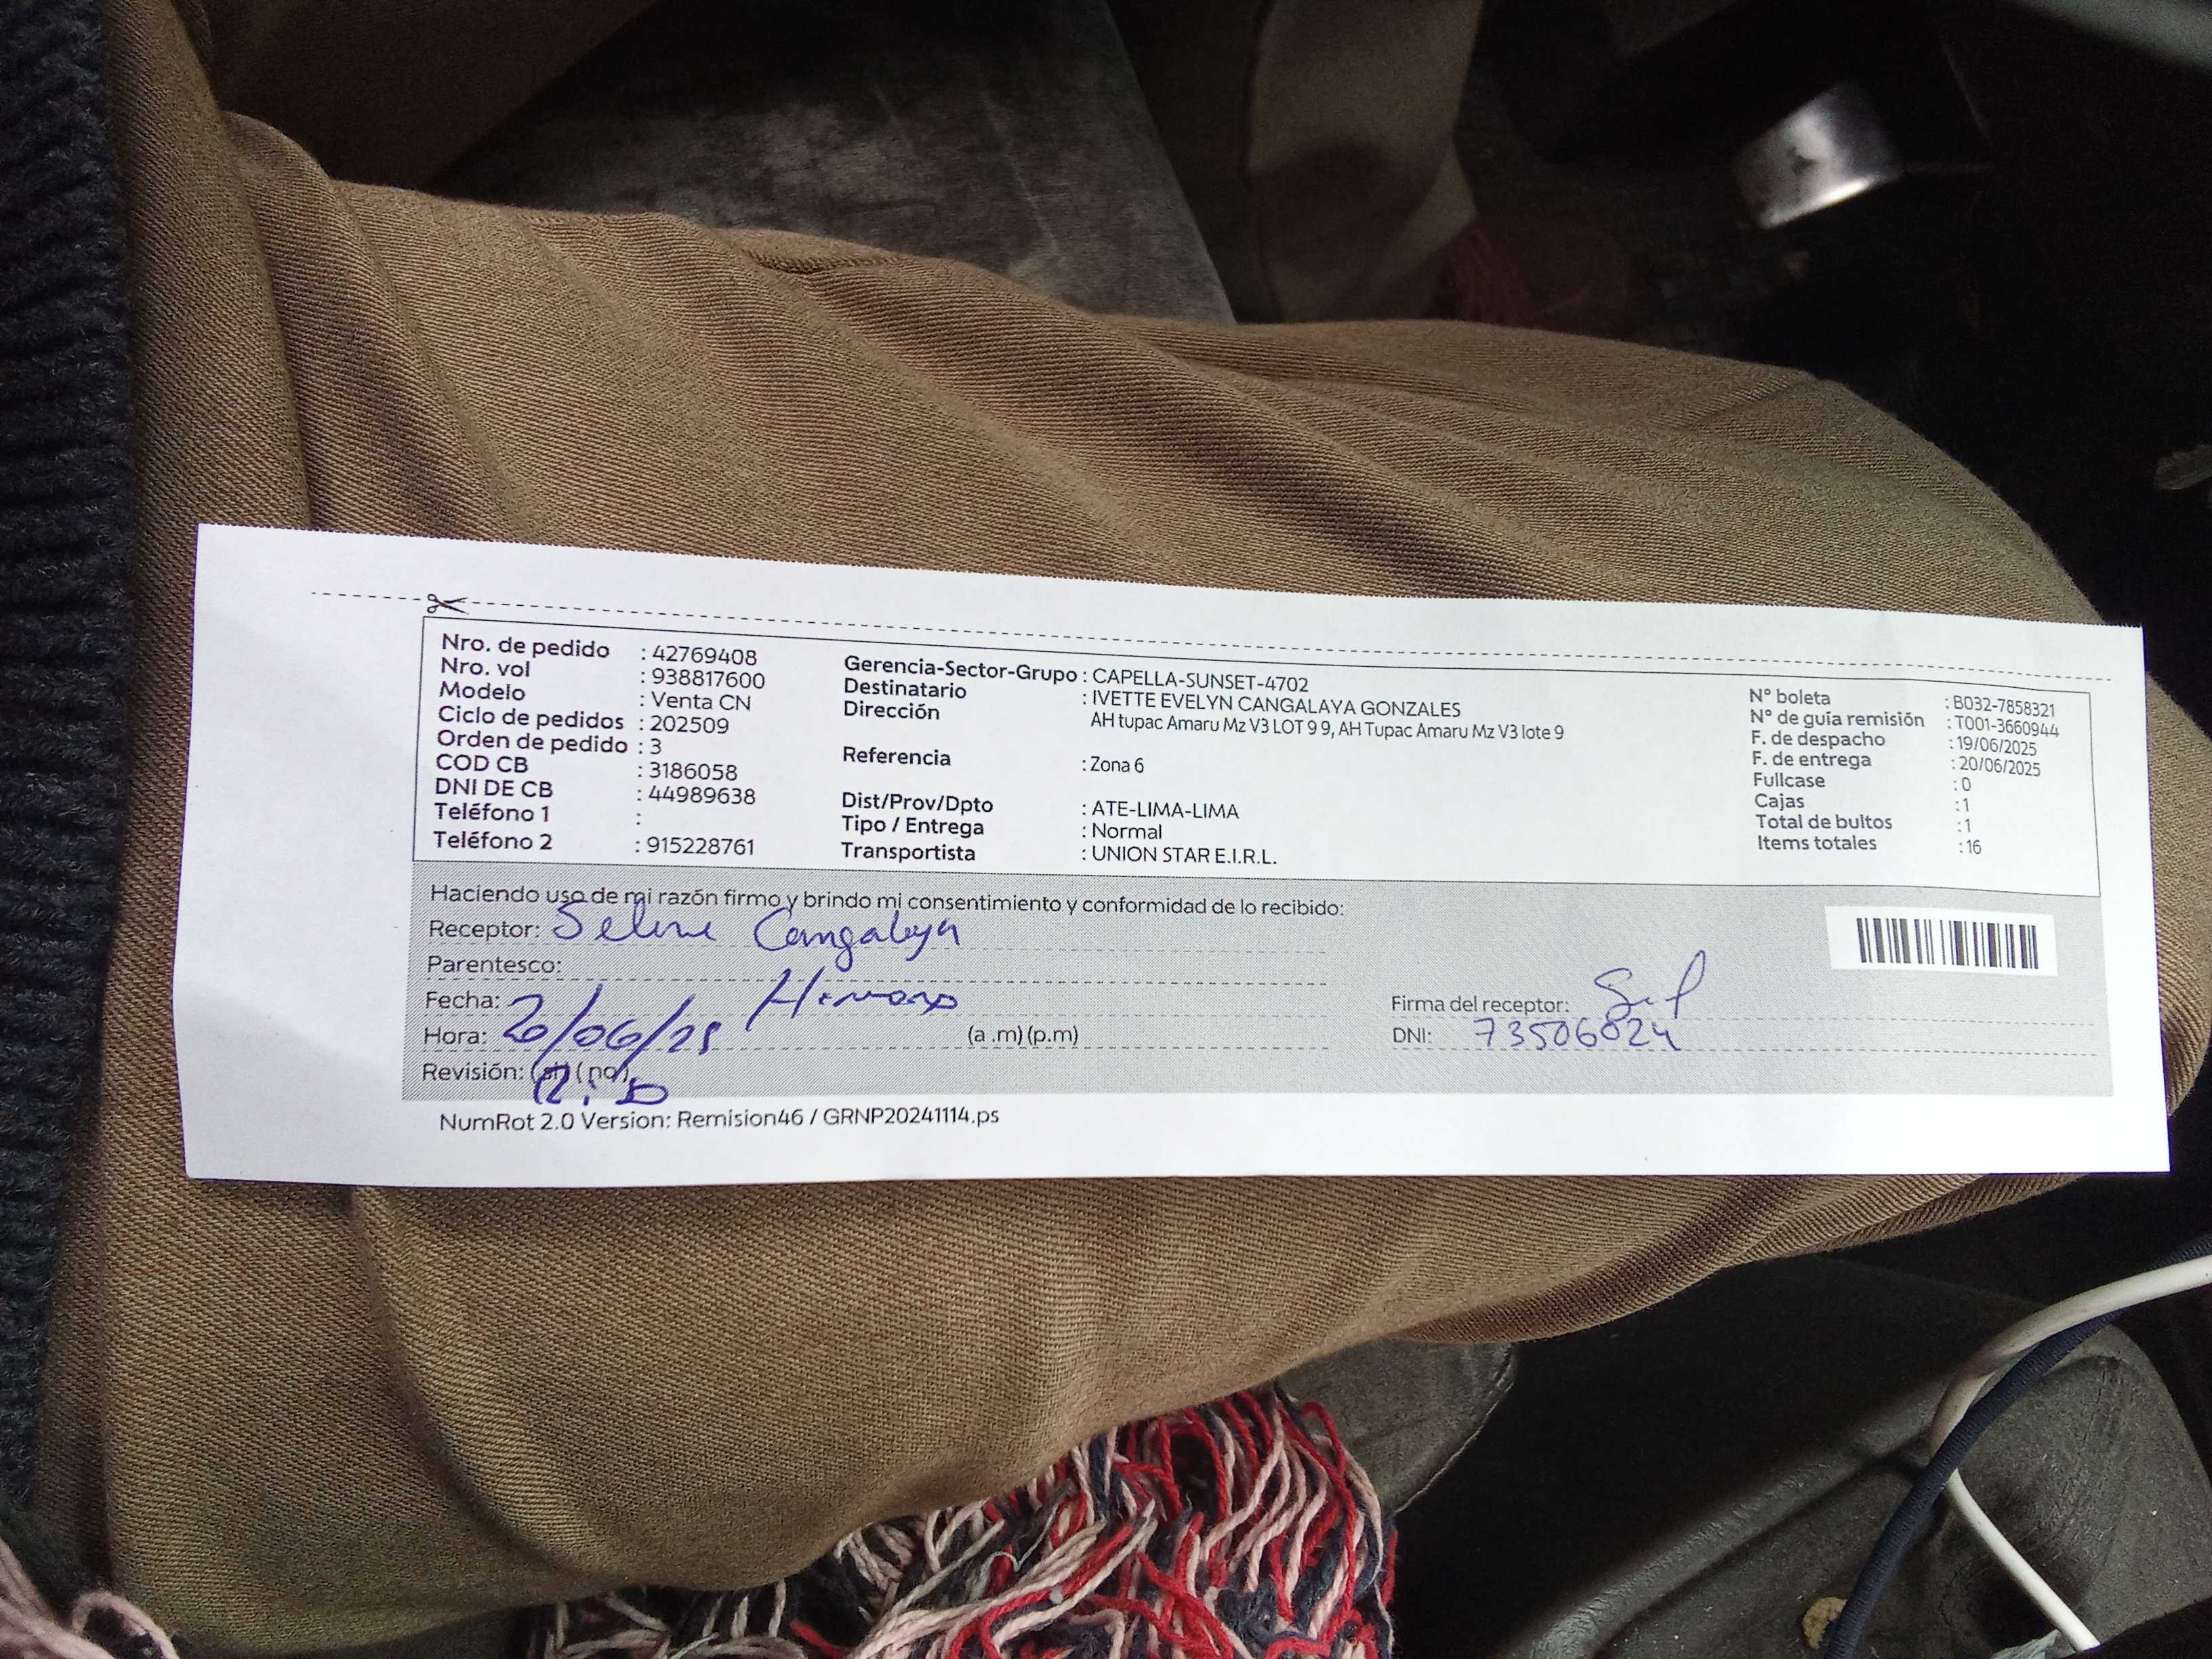 Nro. de pedido : 42769408
Nro. vol : 938817600
Modelo : Venta CN
Ciclo de pedidos : 202509
Orden de pedido : 3
COD CB : 3186058
DNI DE CB : 44989638
Teléfono 1 :
Teléfono 2 : 915228761
Gerencia-Sector-Grupo : CAPELLA-SUNSET-4702
Destinatario : IVETTE EVELYN CANGALAYA GONZALES
Dirección AH tupac Amaru Mz V3 LOT 9 9, AH Tupac Amaru Mz V3 lote 9
Referencia : Zona 6
Dist/Prov/Dpto : ATE-LIMA-LIMA
Tipo / Entrega : Normal
Transportista : UNION STAR E.I.R.L.
N° boleta : B032-7858321
N° de guía remisión : T001-3660944
F. de despacho : 19/06/2025
F. de entrega : 20/06/2025
Fullcase : 0
Cajas : 1
Total de bultos : 1
Items totales : 16
Haciendo uso de mi razón firmo y brindo mi consentimiento y conformidad de lo recibido:
Receptor: Cangalaya
Parentesco:
Fecha: 20/06/25
Hora: (a .m) (p.m)
Revisión: (si) (no)
Firma del receptor:
DNI: 73506024
NumRot 2.0 Version: Remision46 / GRNP20241114.ps